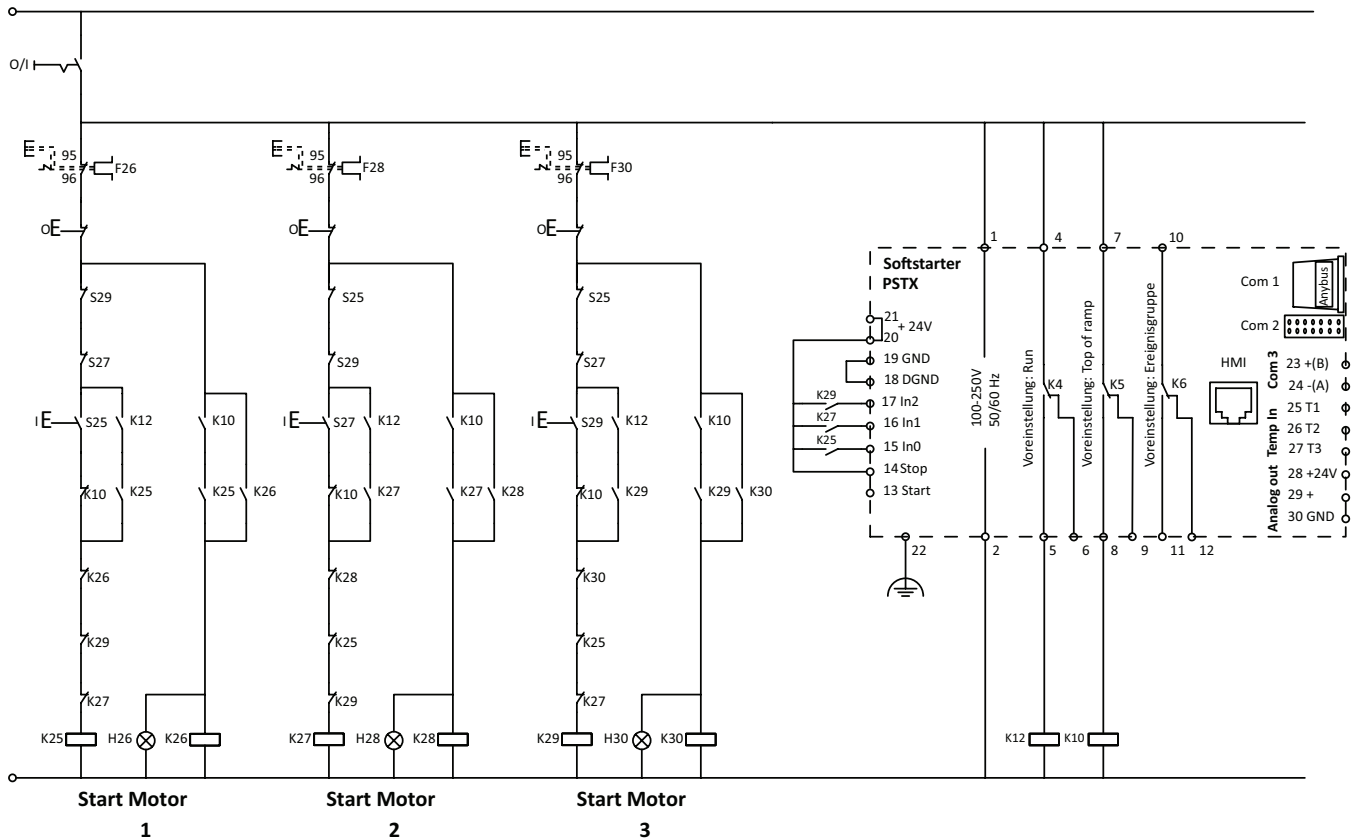 O/I
95
96
F26
95
96
F28
95
96
F30
OE
OE
OE
S29
S25
S25
S27
S29
S27
I E
S25
K12
K10
I E
S27
K12
K10
I E
S29
K12
K10
K10
K25
K25
K26
K10
K27
K27
K28
K10
K29
K29
K30
K26
K28
K30
K29
K25
K25
K27
K29
K27
K25
H26
K26
K27
H28
K28
K29
H30
K30
K12
K10
Start Motor
1
Start Motor
2
Start Motor
3
1
4
7
10
Softstarter
PSTX
21
+ 24V
20
19 GND
18 DGND
K29
17 In2
K27
16 In1
K25
15 In0
14 Stop
13 Start
22
100-250V
50/60 Hz
Voreinstellung: Run
K4
Voreinstellung: Top of ramp
K5
Voreinstellung: Ereignisgruppe
K6
2
5
6
8
9
11
12
Com 1
Anybus
Com 2
HMI
Com 3
23 +(B)
24 -(A)
Temp In
25 T1
26 T2
27 T3
Analog out
28 +24V
29 +
30 GND